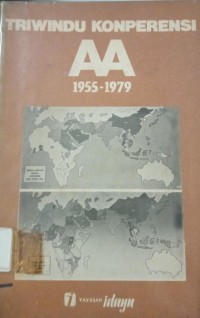 TRIWINDU KONPERENSI
AA
1955-1979
YAYASAN idayu